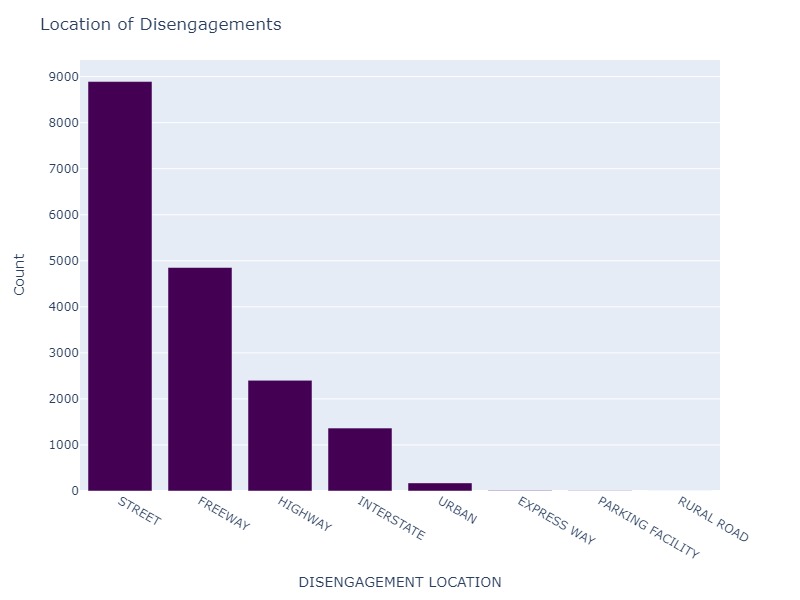 Location of Disengagements
9000
8000
7000
6000
5000
4000
3000
2000
1000
0
Count
STREET
FREEWAY
HIGHWAY
INTERSTATE
URBAN
EXPRESS WAY
PARKING FACILITY
RURAL ROAD
DISENGAGEMENT LOCATION